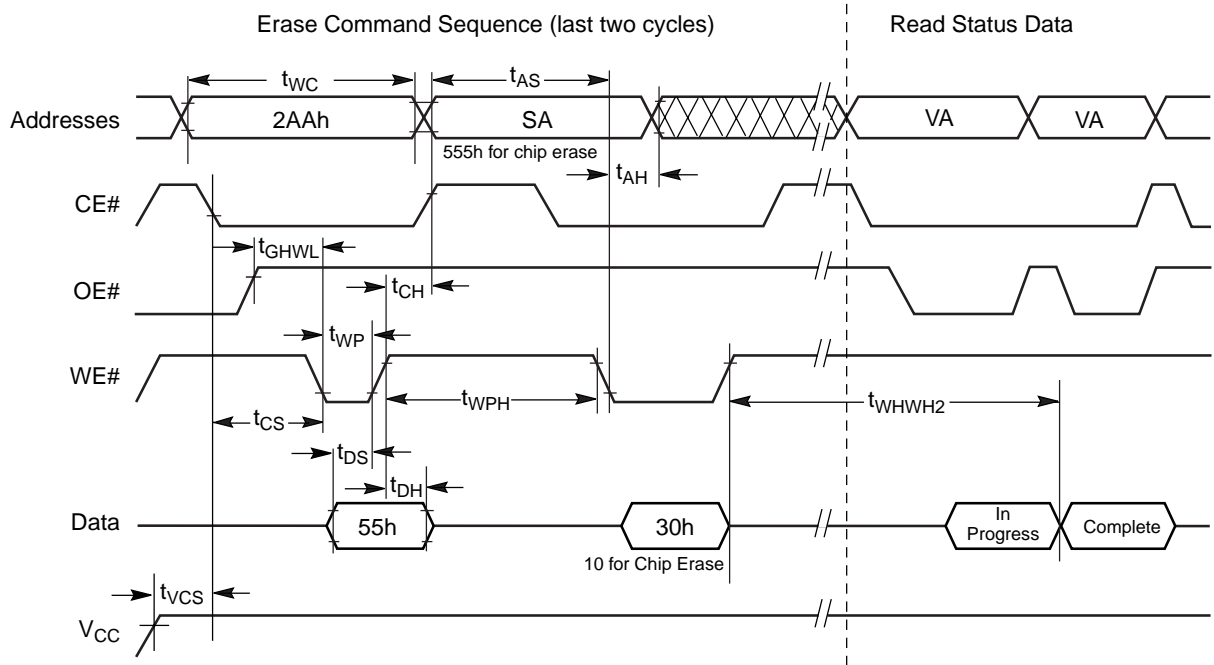 Erase Command Sequence (last two cycles)
Read Status Data
tWC
tAS
Addresses
2AAh
SA
VA
VA
555h for chip erase
tAH
CE#
tGHWL
OE#
tCH
tWP
WE#
tWPH
tWHWH2
tCS
tDS
tDH
Data
55h
30h
In
Progress
Complete
10 for Chip Erase
tVCS
VCC